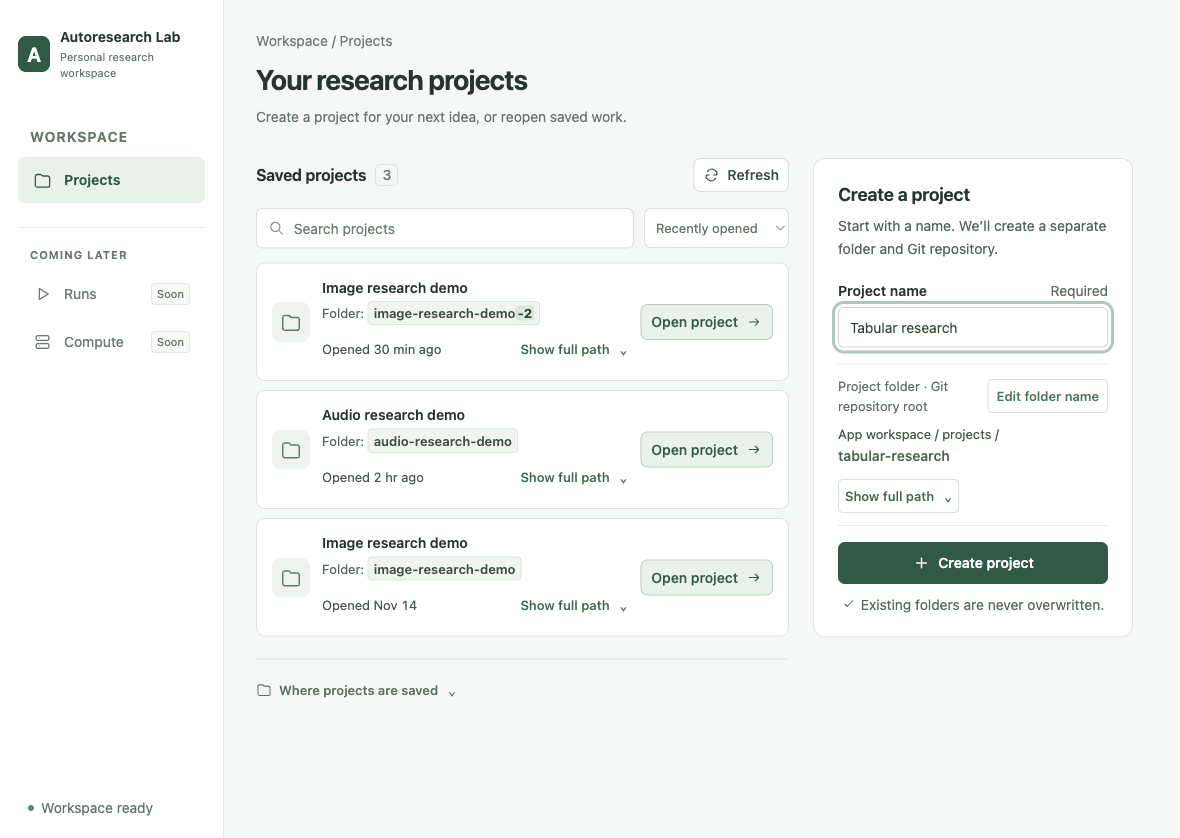 A
Autoresearch Lab
Personal research
workspace
WORKSPACE
Projects
COMING LATER
Runs
Soon
Compute
Soon
Workspace ready
Workspace / Projects
Your research projects
Create a project for your next idea, or reopen saved work.
Saved projects 3
Refresh
Search projects
Recently opened
Image research demo
Folder: image-research-demo-2
Opened 30 min ago
Show full path
Open project
Audio research demo
Folder: audio-research-demo
Opened 2 hr ago
Show full path
Open project
Image research demo
Folder: image-research-demo
Opened Nov 14
Show full path
Open project
Where projects are saved
Create a project
Start with a name. We’ll create a separate
folder and Git repository.
Project name
Required
Tabular research
Project folder · Git
repository root
Edit folder name
App workspace / projects /
tabular-research
Show full path
Create project
Existing folders are never overwritten.